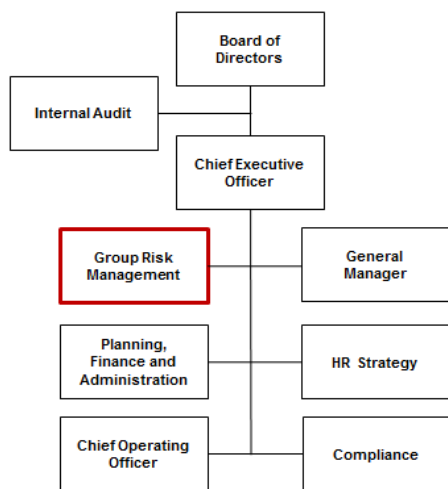 Board of
Directors
Internal Audit
Chief Executive
Officer
Group Risk
Management
General
Manager
Planning,
Finance and
Administration
HR Strategy
Chief Operating
Officer
Compliance